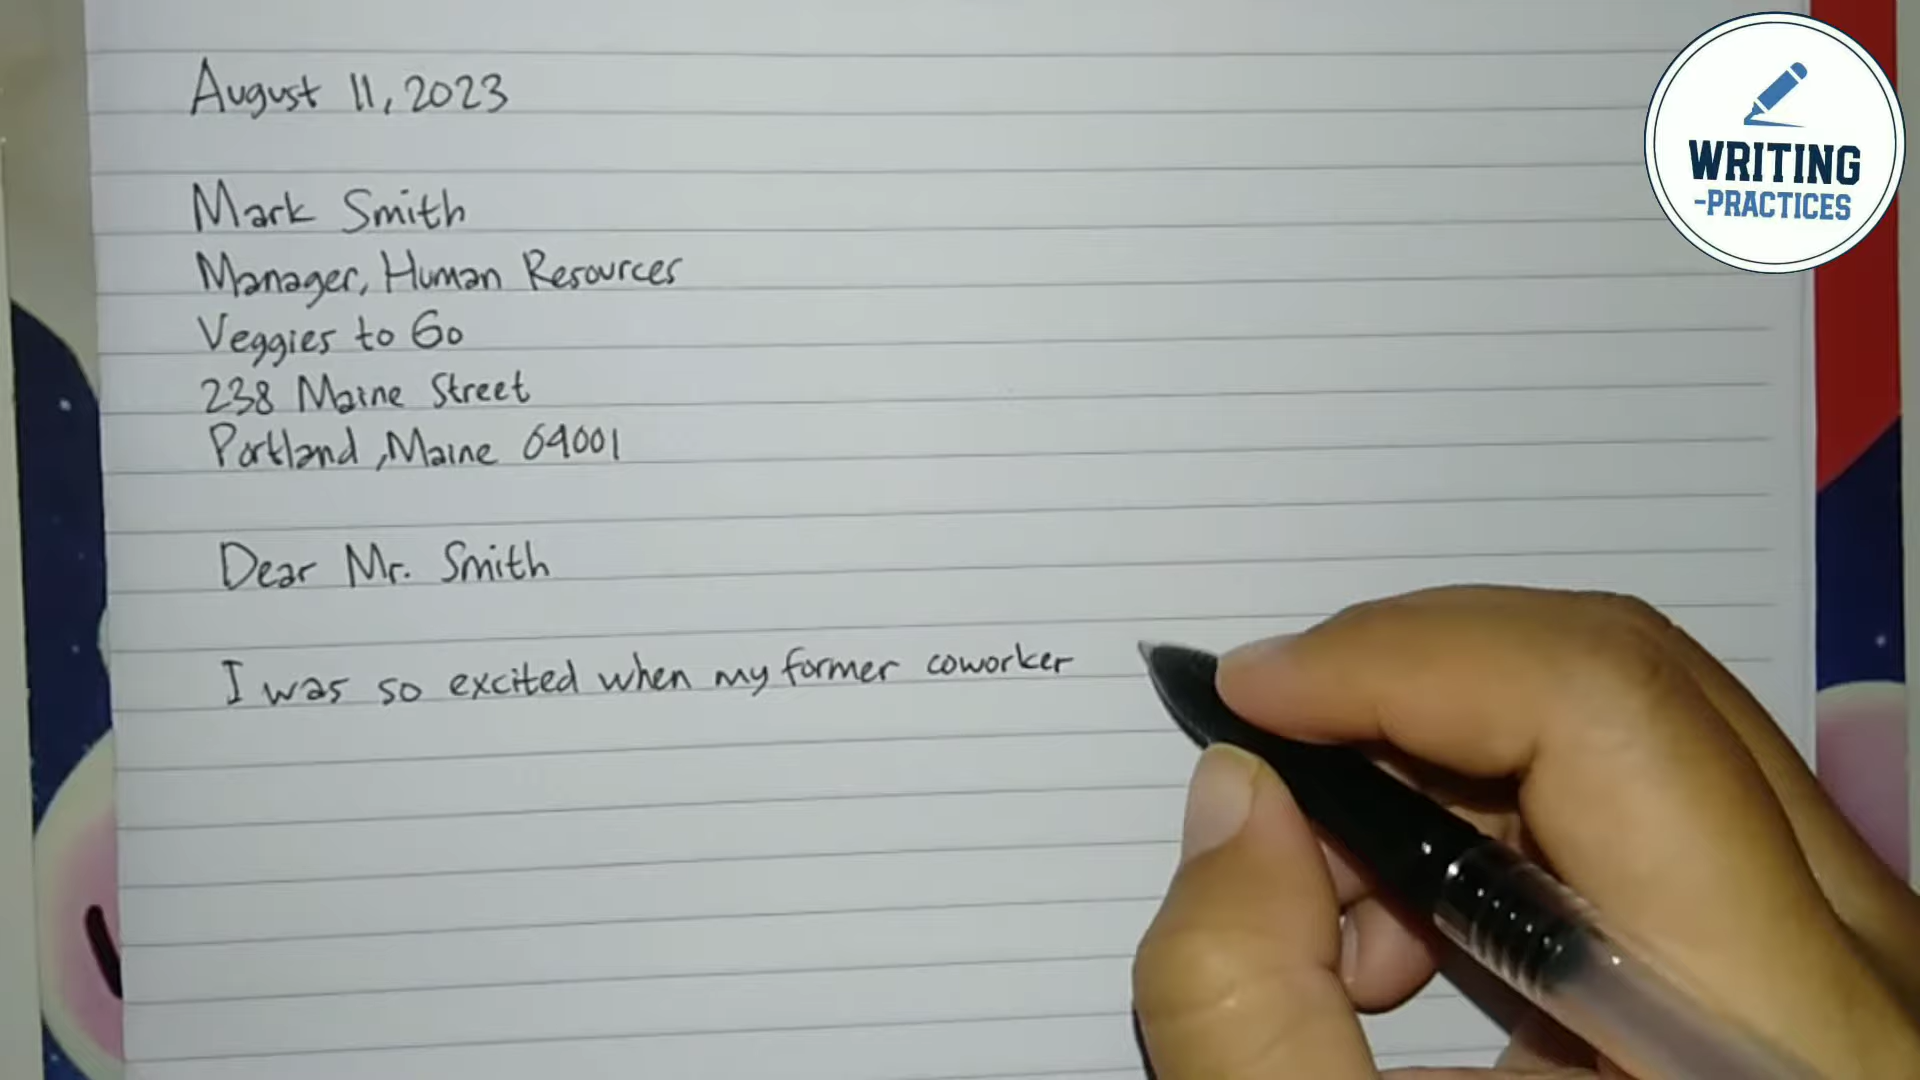 August 11, 2023
Mark Smith
Manager, Human Resources
Veggies to Go
238 Maine Street
Portland, Maine 04001
Dear Mr. Smith
I was so excited when my former coworker
WRITING
-PRACTICES